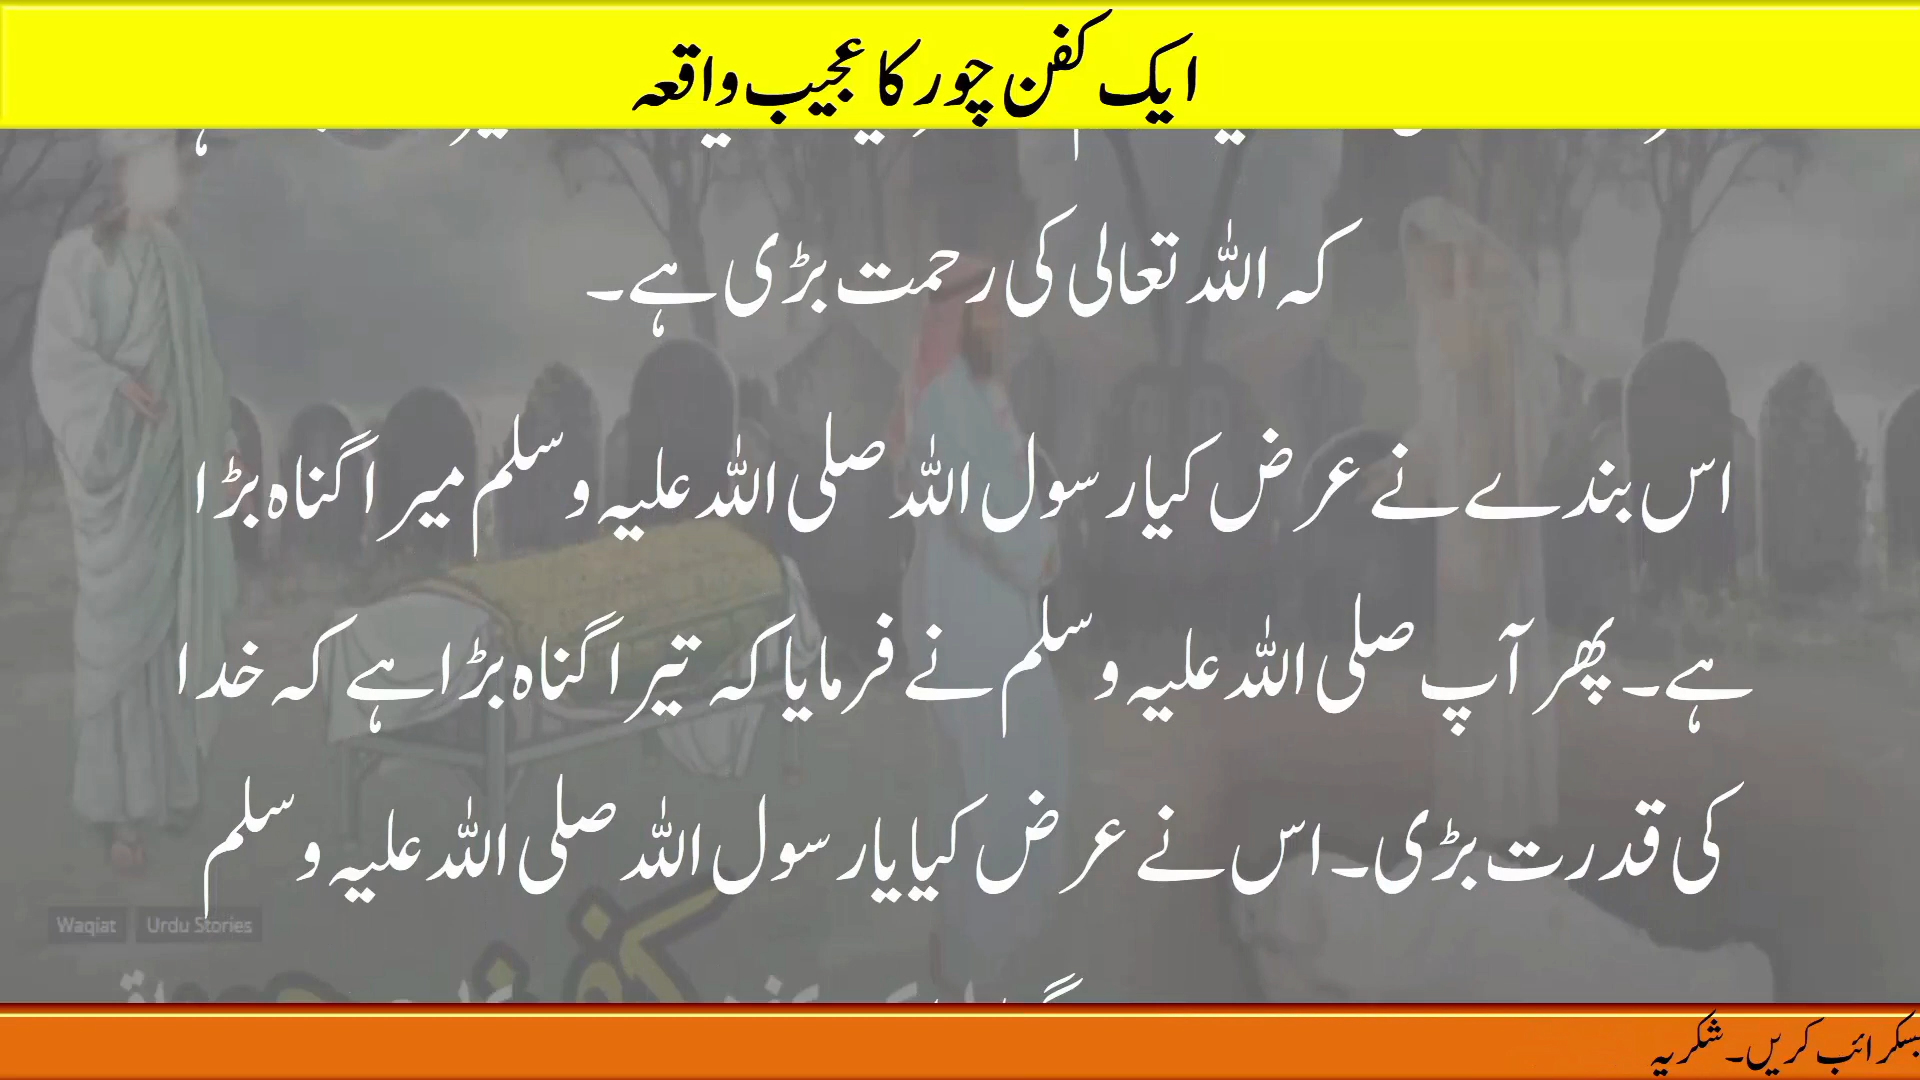 ایک کفن چور کا عجیب واقعہ
کہ اللہ تعالی کی رحمت بڑی ہے۔
اس بندے نے عرض کیا رسول اللہ صلی اللہ علیہ وسلم میرا گناہ بڑا
ہے۔ پھر آپ صلی اللہ علیہ وسلم نے فرمایا کہ تیرا گناہ بڑا ہے کہ خدا
کی قدرت بڑی۔ اس نے عرض کیا یا رسول اللہ صلی اللہ علیہ وسلم
Waqiat Urdu Stories
کفن
کریں۔ شکریہ